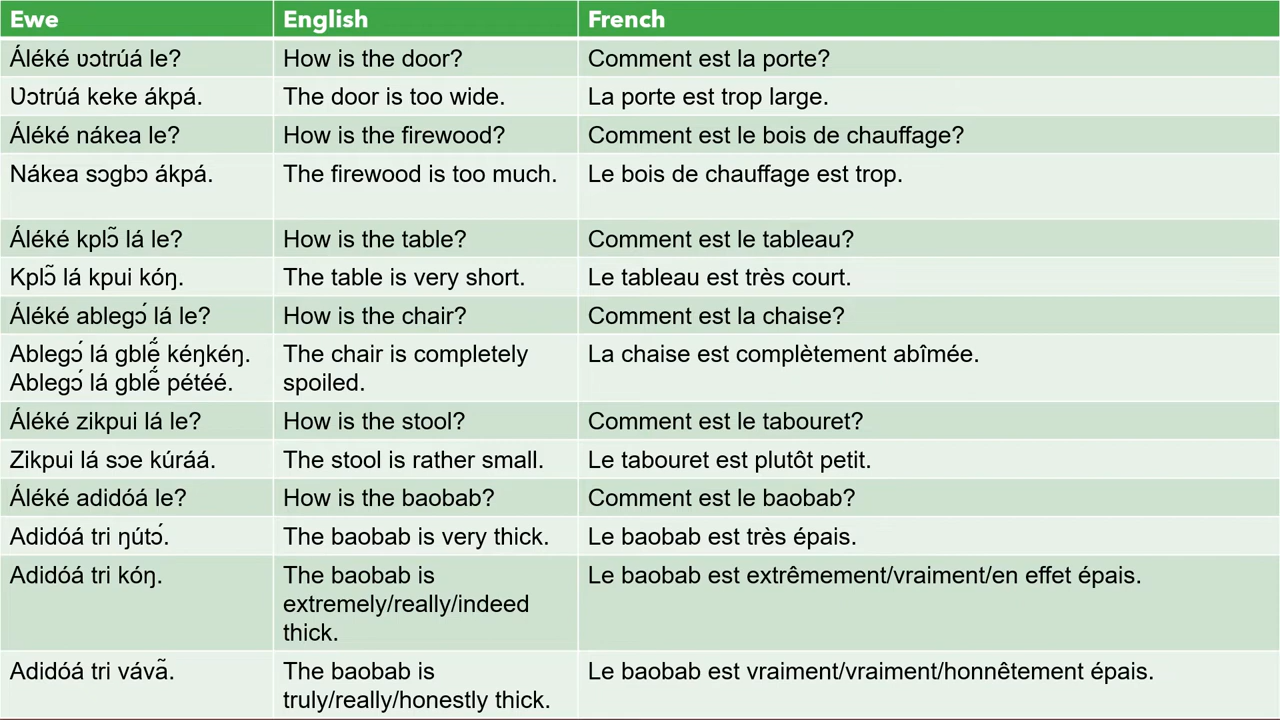 Ewe English French
Áléké ʋɔtrúá le? How is the door? Comment est la porte?
Ʋɔtrúá keke ákpá. The door is too wide. La porte est trop large.
Áléké nákea le? How is the firewood? Comment est le bois de chauffage?
Nákea sɔgbɔ ákpá. The firewood is too much. Le bois de chauffage est trop.
Áléké kplɔ̃ lá le? How is the table? Comment est le tableau?
Kplɔ̃ lá kpui kóŋ. The table is very short. Le tableau est très court.
Áléké ablegɔ́ lá le? How is the chair? Comment est la chaise?
Ablegɔ́ lá gblẽ́ kéŋkéŋ. The chair is completely La chaise est complètement abîmée.
Ablegɔ́ lá gblẽ́ pétéé. spoiled.
Áléké zikpui lá le? How is the stool? Comment est le tabouret?
Zikpui lá sɔe kúráá. The stool is rather small. Le tabouret est plutôt petit.
Áléké adidóá le? How is the baobab? Comment est le baobab?
Adidóá tri ŋútɔ́. The baobab is very thick. Le baobab est très épais.
Adidóá tri kóŋ. The baobab is Le baobab est extrêmement/vraiment/en effet épais.
extremely/really/indeed
thick.
Adidóá tri vávã. The baobab is Le baobab est vraiment/vraiment/honnêtement épais.
truly/really/honestly thick.